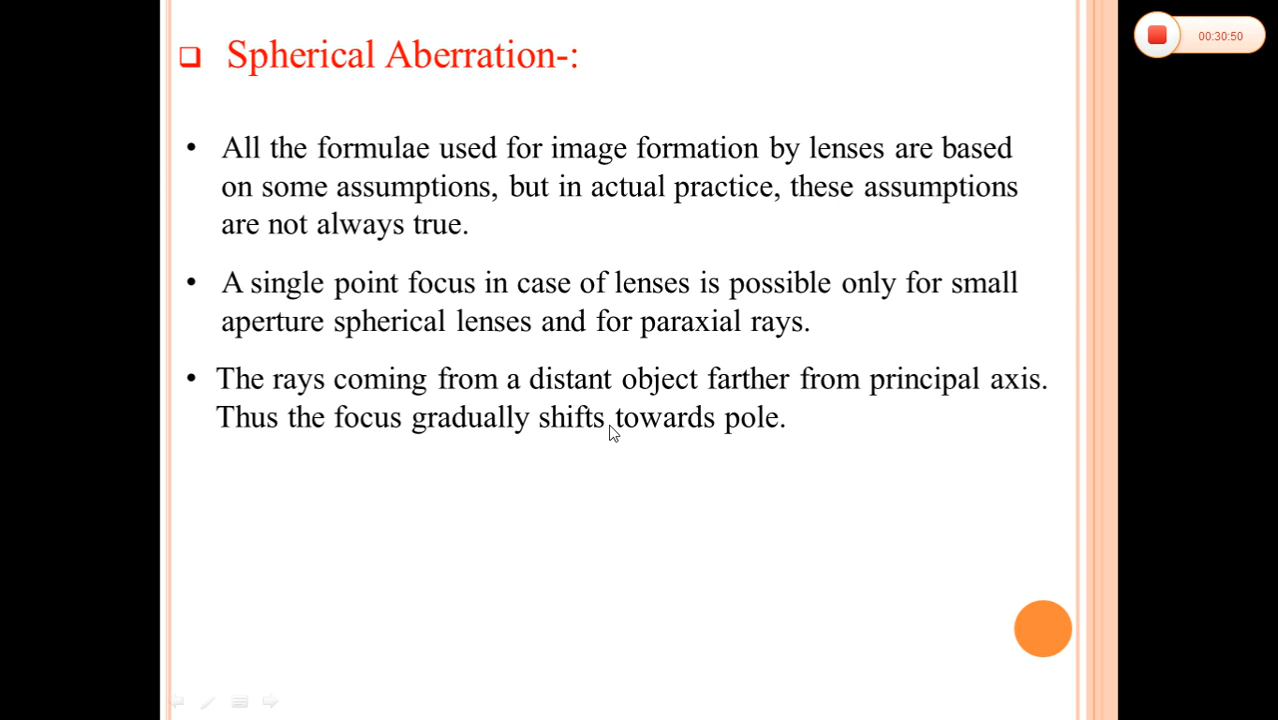 Spherical Aberration-:
00:30:50
• All the formulae used for image formation by lenses are based
on some assumptions, but in actual practice, these assumptions
are not always true.
• A single point focus in case of lenses is possible only for small
aperture spherical lenses and for paraxial rays.
• The rays coming from a distant object farther from principal axis.
Thus the focus gradually shifts towards pole.